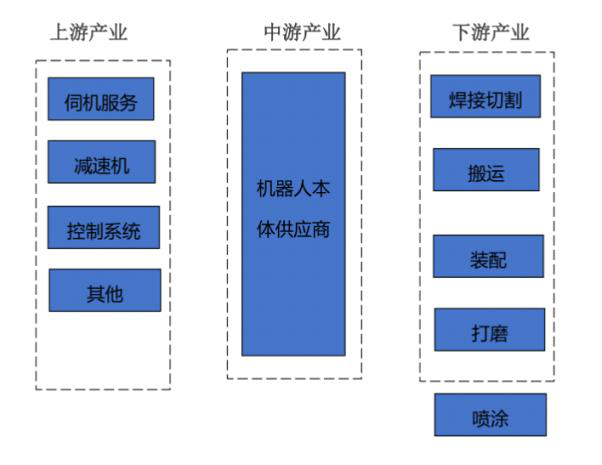 上游产业
中游产业
下游产业
伺机服务
减速机
控制系统
其他
机器人本
体供应商
焊接切割
搬运
装配
打磨
喷涂